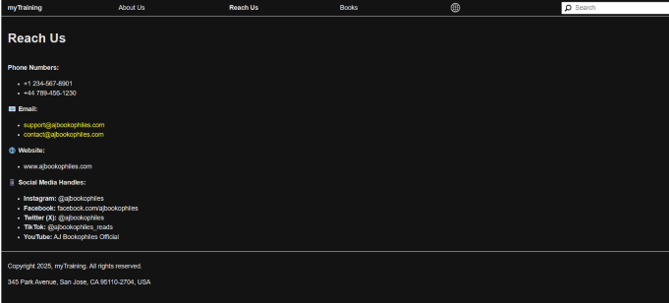 myTraining About Us Reach Us Books Search
Reach Us
Phone Numbers:
+1 234-567-8901
+44 789-456-1230
Email:
support@ajbookophiles.com
contact@ajbookophiles.com
Website:
www.ajbookophiles.com
Social Media Handles:
Instagram: @ajbookophiles
Facebook: facebook.com/ajbookophiles
Twitter (X): @ajbookophiles
TikTok: @ajbookophiles_reads
YouTube: AJ Bookophiles Official
Copyright 2025, myTraining. All rights reserved.
345 Park Avenue, San Jose, CA 95110-2704, USA